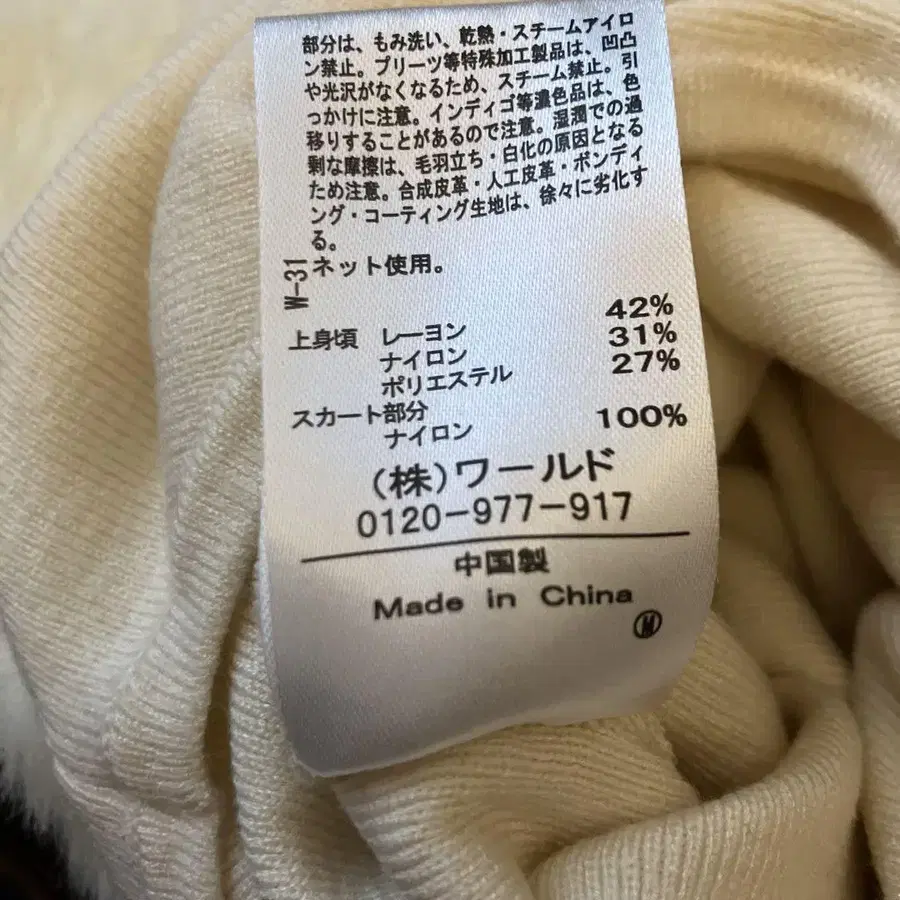 部分は、もみ洗い、乾熱・スチームアイロ
ン禁止。プリーツ等特殊加工製品は、凹凸
や光沢がなくなるため、スチーム禁止。引
っかけに注意。インディゴ等濃色品は、色
移りすることがあるので注意。湿潤での過
剰な摩擦は、毛羽立ち・白化の原因となる
ため注意。合成皮革・人工皮革・ボンディ
ング・コーティング生地は、徐々に劣化す
る。
W-31
ネット使用。
上身頃 レーヨン 42%
ナイロン 31%
ポリエステル 27%
スカート部分
ナイロン 100%
(株)ワールド
0120-977-917
中国製
Made in China
M